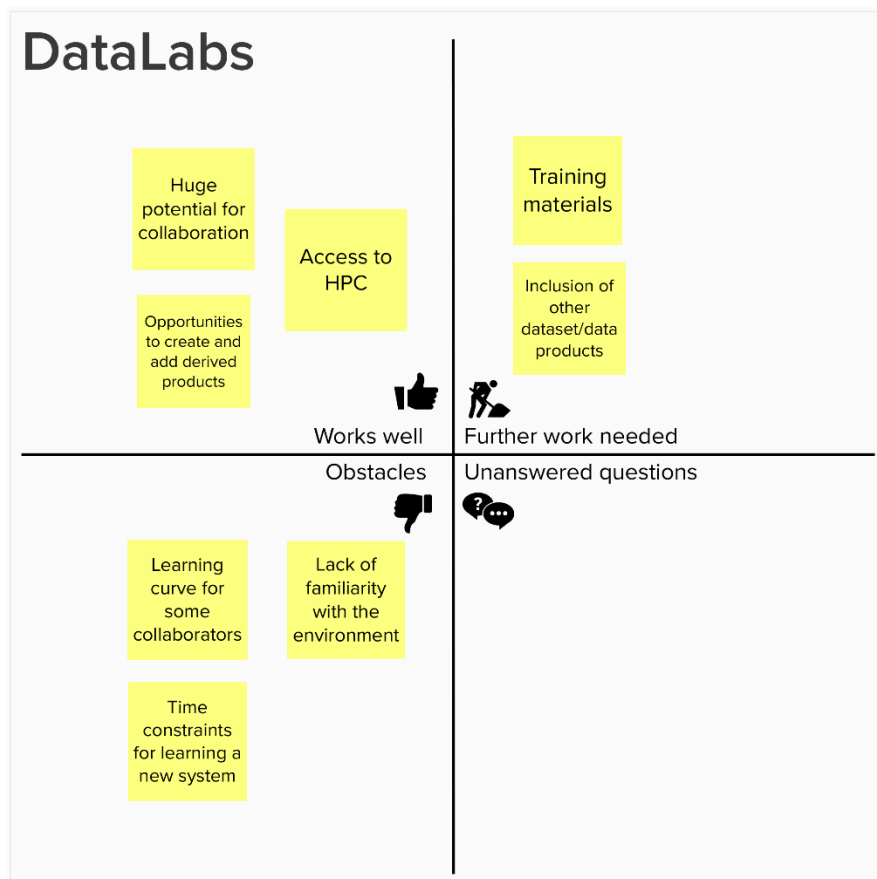 DataLabs
Huge
potential for
collaboration
Access to
HPC
Opportunities
to create and
add derived
products
Works well
Training
materials
Inclusion of
other
dataset/data
products
Further work needed
Obstacles
Learning
curve for
some
collaborators
Lack of
familiarity
with the
environment
Time
constraints
for learning a
new system
Unanswered questions
?